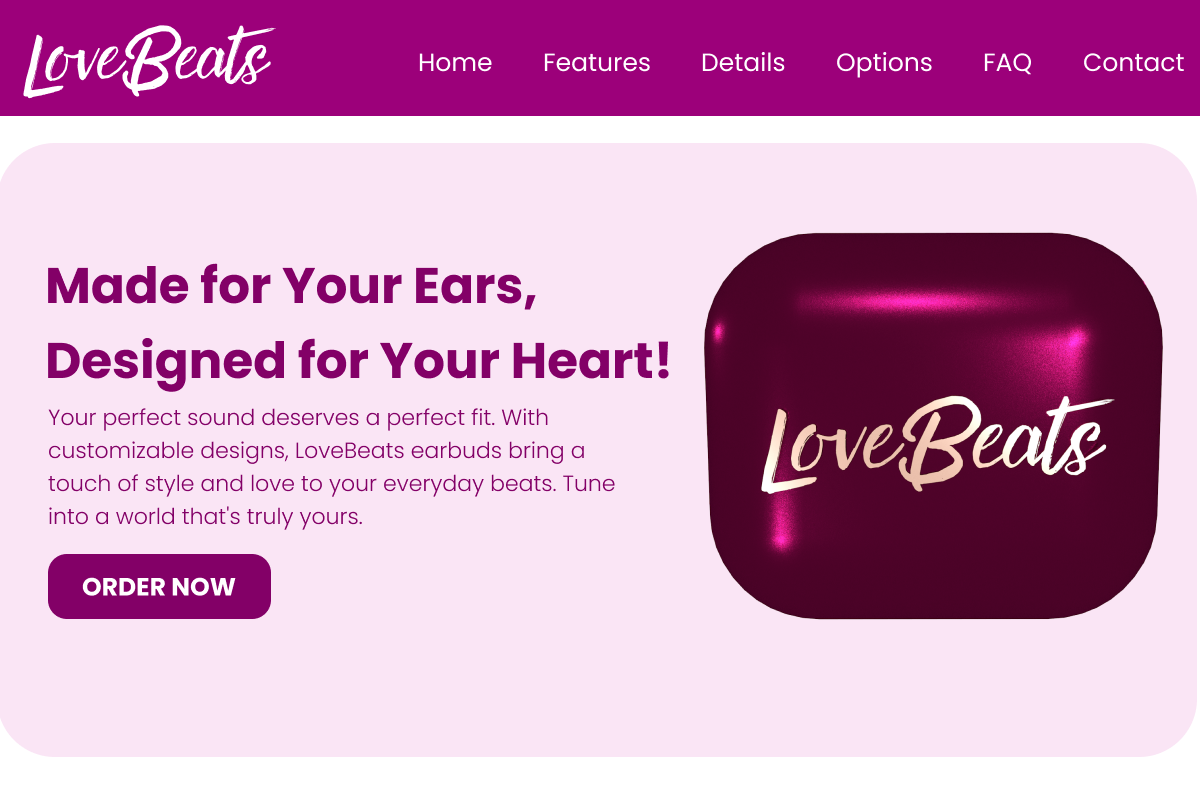 LoveBeats
Home Features Details Options FAQ Contact
Made for Your Ears,
Designed for Your Heart!
Your perfect sound deserves a perfect fit. With
customizable designs, LoveBeats earbuds bring a
touch of style and love to your everyday beats. Tune
into a world that's truly yours.
ORDER NOW
LoveBeats